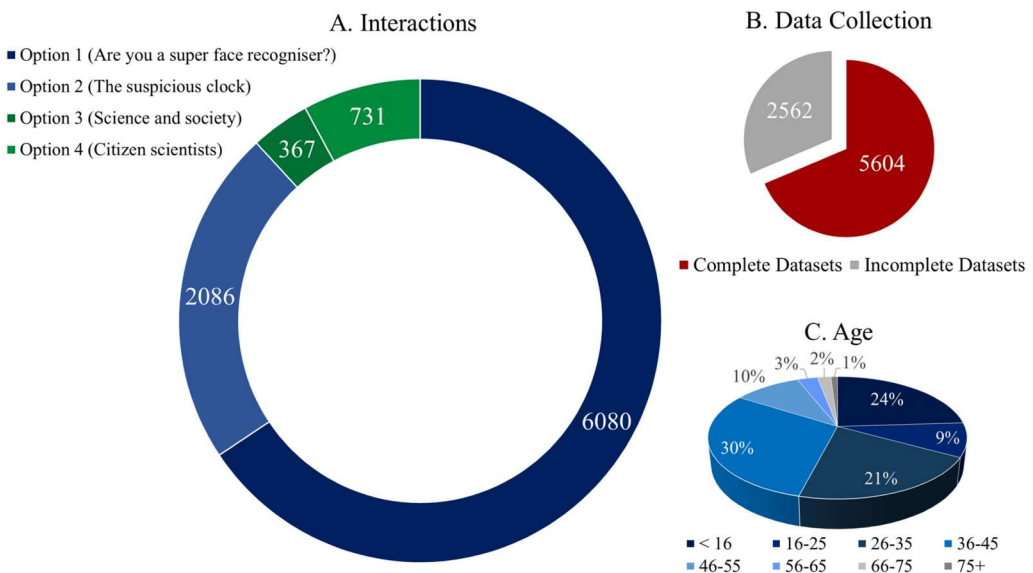 A. Interactions
Option 1 (Are you a super face recogniser?)
Option 2 (The suspicious clock)
Option 3 (Science and society)
Option 4 (Citizen scientists)
731
367
2086
6080
B. Data Collection
2562
5604
Complete Datasets Incomplete Datasets
C. Age
3% 2% 1%
10%
24%
9%
30%
21%
< 16 16-25 26-35 36-45
46-55 56-65 66-75 75+